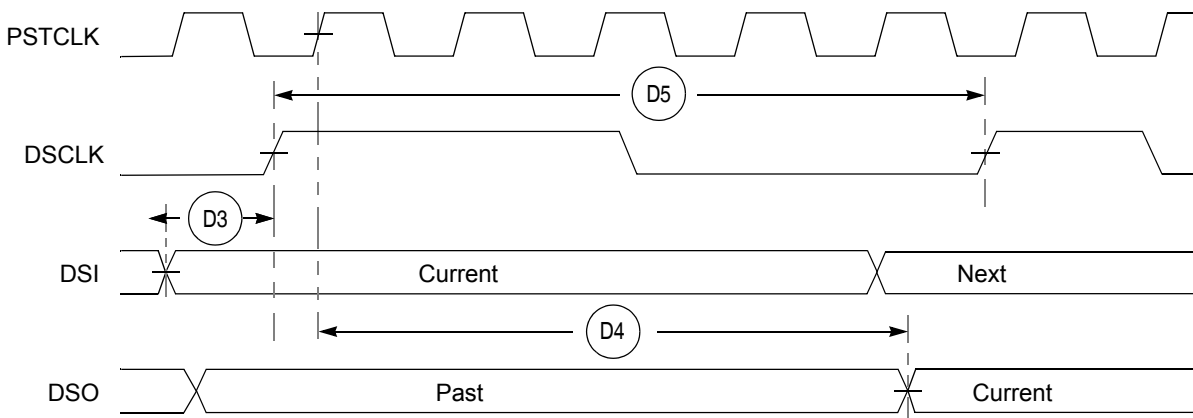 PSTCLK
D5
DSCLK
D3
DSI Current Next
D4
DSO Past Current